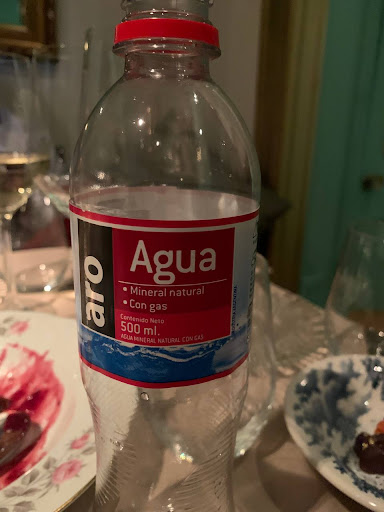 aro
Agua
• Mineral natural
• Con gas
Contenido Neto
500 ml.
AGUA MINERAL NATURAL CON GAS